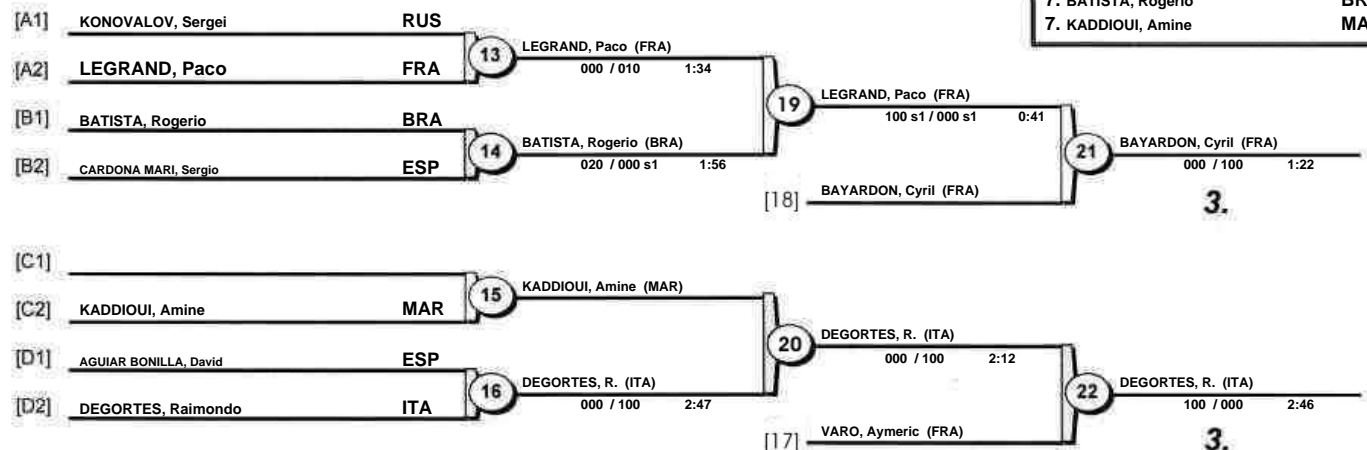 7. BATISTA, Rogerio BR
7. KADDIOUI, Amine MA
[A1] KONOVALOV, Sergei RUS
13 LEGRAND, Paco (FRA)
000 / 010 1:34
[A2] LEGRAND, Paco FRA
19 LEGRAND, Paco (FRA)
100 s1 / 000 s1 0:41
[B1] BATISTA, Rogerio BRA
14 BATISTA, Rogerio (BRA)
020 / 000 s1 1:56
[B2] CARDONA MARI, Sergio ESP
21 BAYARDON, Cyril (FRA)
000 / 100 1:22
[18] BAYARDON, Cyril (FRA)
3.
[C1]
15 KADDIOUI, Amine (MAR)
[C2] KADDIOUI, Amine MAR
20 DEGORTES, R. (ITA)
000 / 100 2:12
[D1] AGUIAR BONILLA, David ESP
16 DEGORTES, R. (ITA)
000 / 100 2:47
[D2] DEGORTES, Raimondo ITA
22 DEGORTES, R. (ITA)
100 / 000 2:46
[17] VARO, Aymeric (FRA)
3.